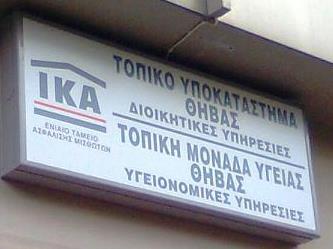 ΙΚΑ
ΕΝΙΑΙΟ ΤΑΜΕΙΟ
ΑΣΦΑΛΙΣΗΣ ΜΙΣΘΩΤΩΝ
ΤΟΠΙΚΟ ΥΠΟΚΑΤΑΣΤΗΜΑ
ΘΗΒΑΣ
ΔΙΟΙΚΗΤΙΚΕΣ ΥΠΗΡΕΣΙΕΣ
ΤΟΠΙΚΗ ΜΟΝΑΔΑ ΥΓΕΙΑΣ
ΘΗΒΑΣ
ΥΓΕΙΟΝΟΜΙΚΕΣ ΥΠΗΡΕΣΙΕΣ